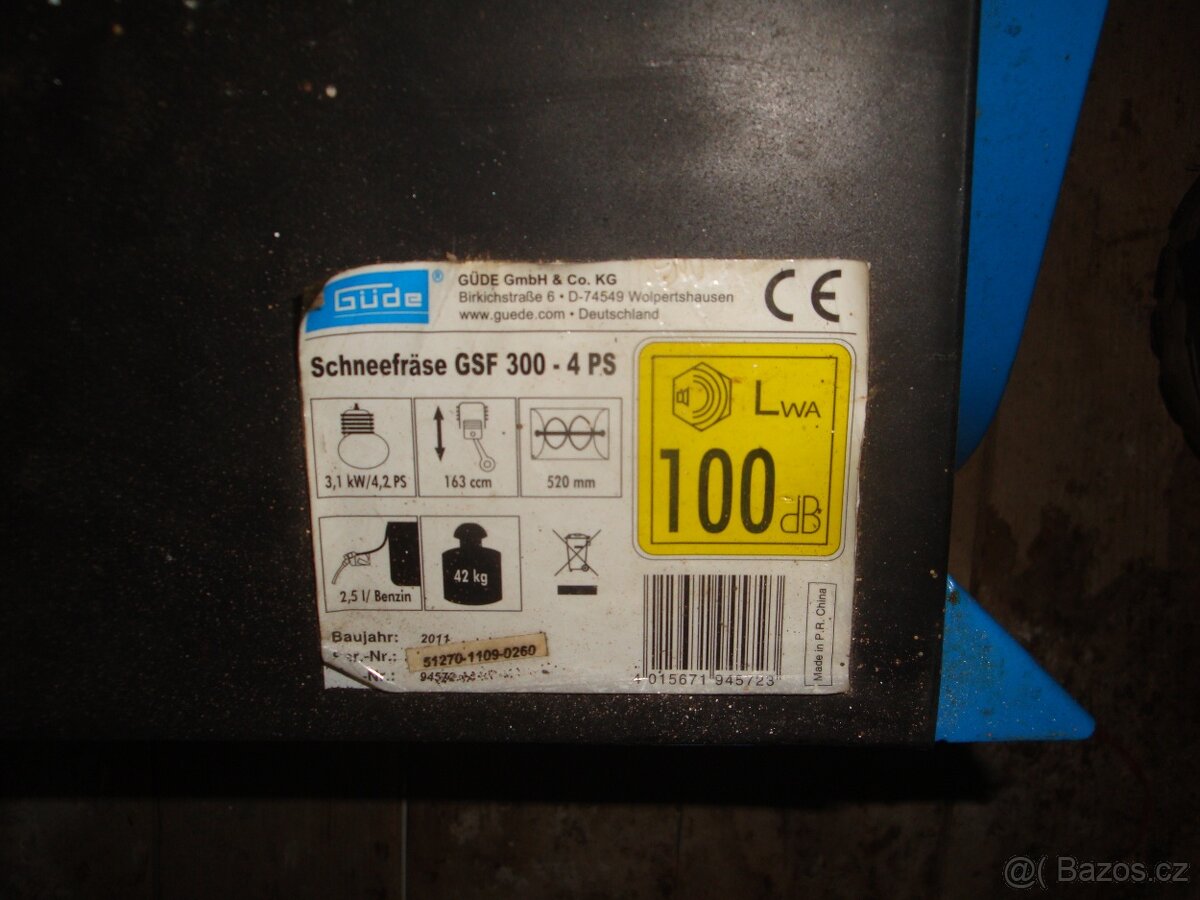 Güde ®
GÜDE GmbH & Co. KG
Birkichstraße 6 • D-74549 Wolpertshausen
www.guede.com • Deutschland
CE
Schneefräse GSF 300 - 4 PS
3,1 kW/4,2 PS
163 ccm
520 mm
LWA
100 dB
2,5 l/ Benzin
42 kg
Baujahr: 2011
51270-1109-0260
4 015671 945723
Made in P.R. China
@( Bazos.cz